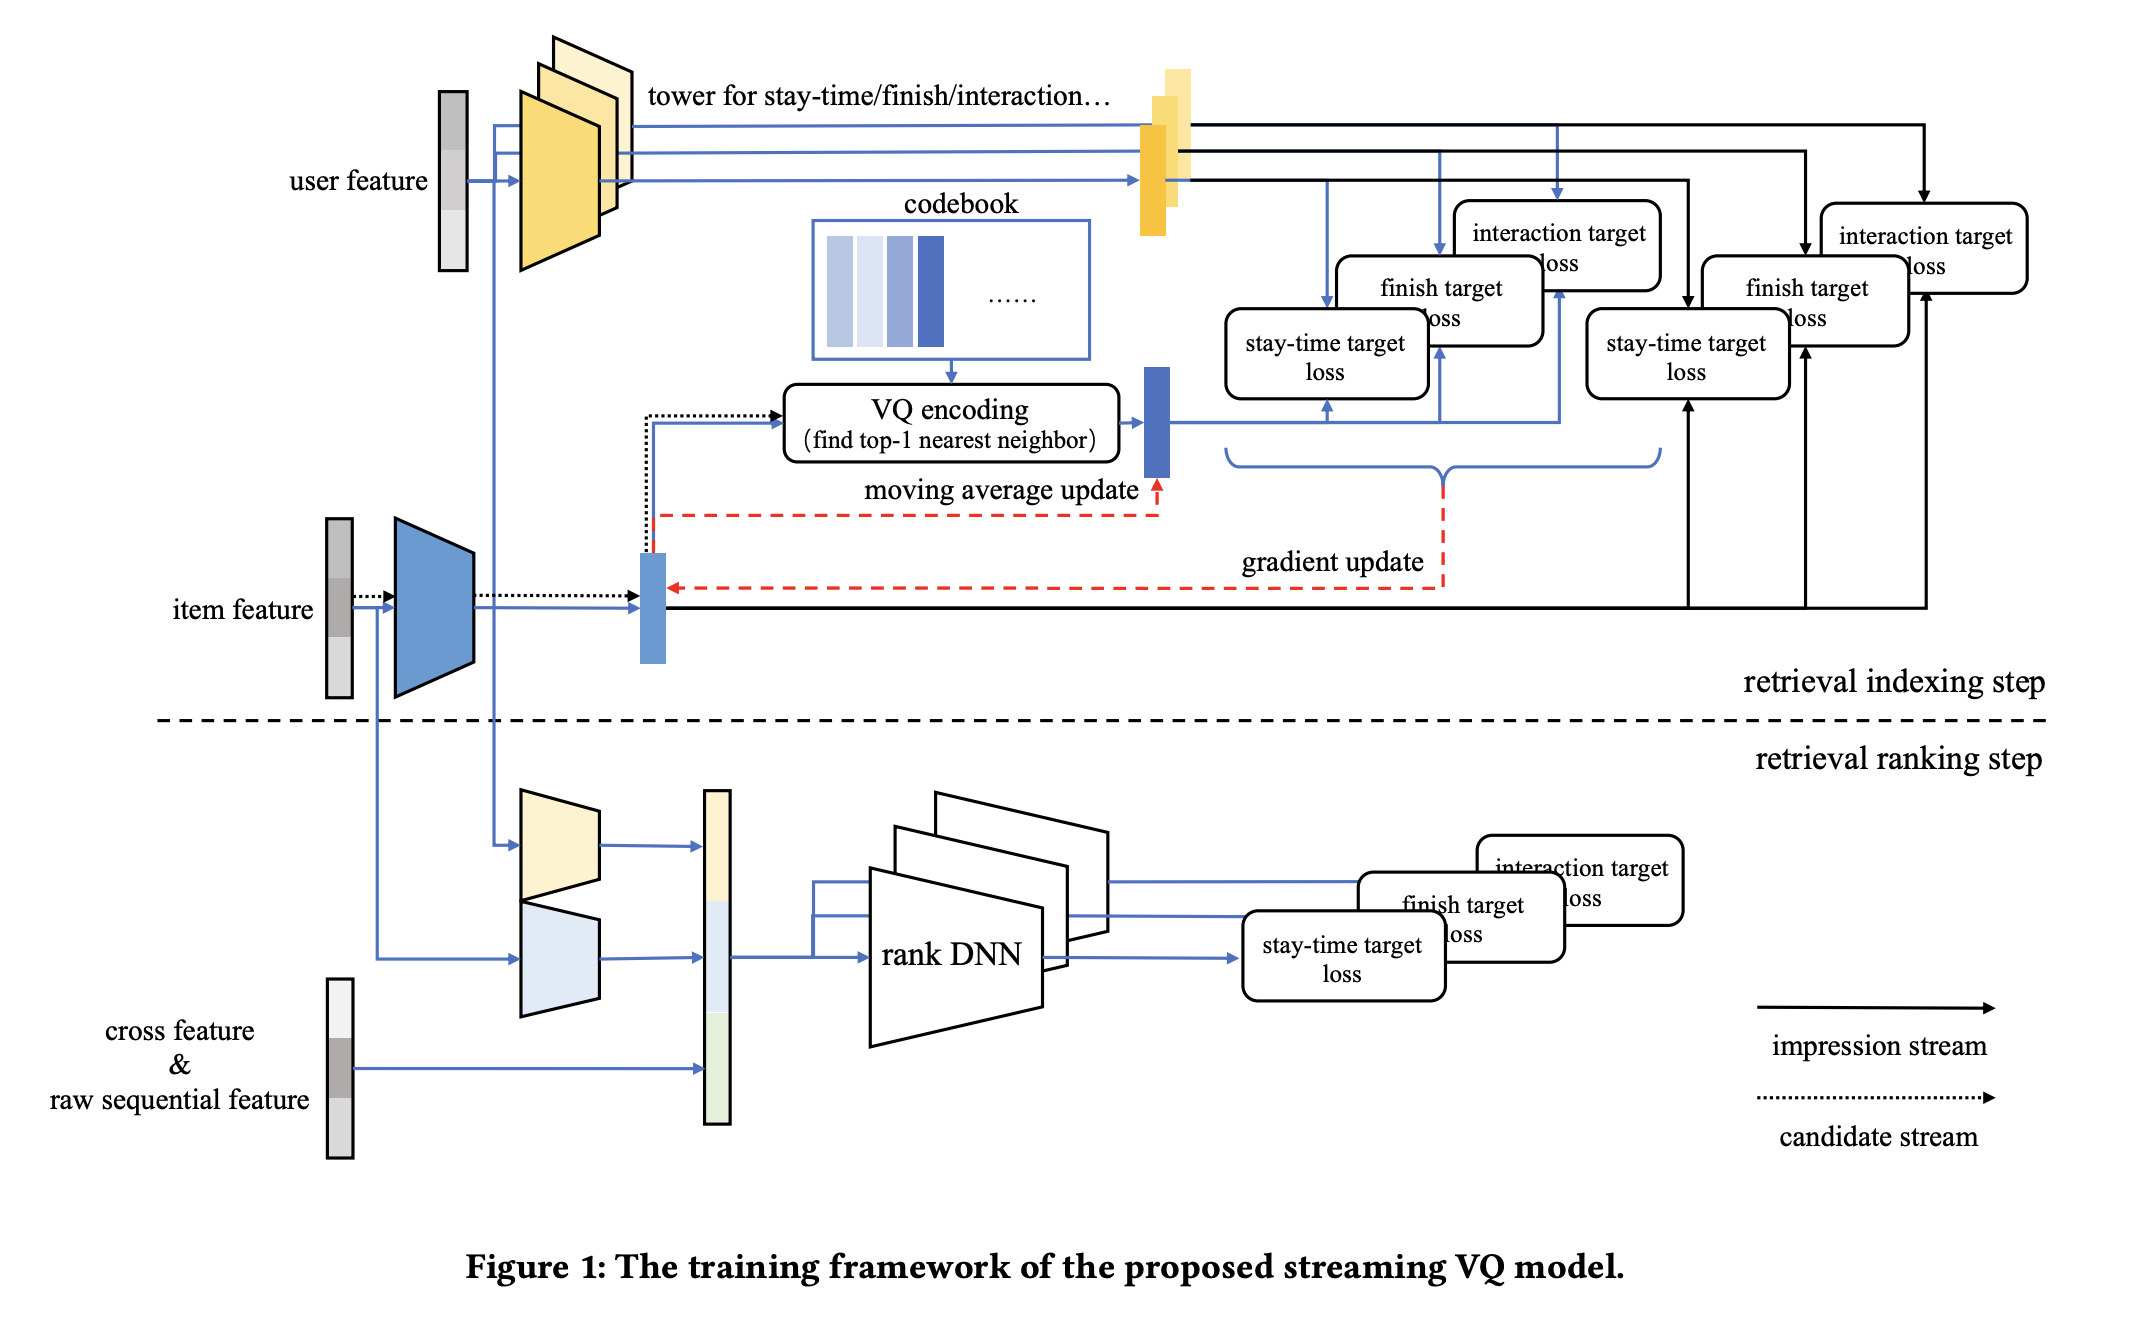 tower for stay-time/finish/interaction…
user feature
codebook
……
interaction target
loss
finish target
loss
stay-time target
loss
interaction target
loss
finish target
loss
stay-time target
loss
VQ encoding
(find top-1 nearest neighbor)
moving average update
gradient update
item feature
retrieval indexing step
retrieval ranking step
rank DNN
interaction target
loss
finish target
loss
stay-time target
loss
cross feature
&
raw sequential feature
impression stream
candidate stream
Figure 1: The training framework of the proposed streaming VQ model.